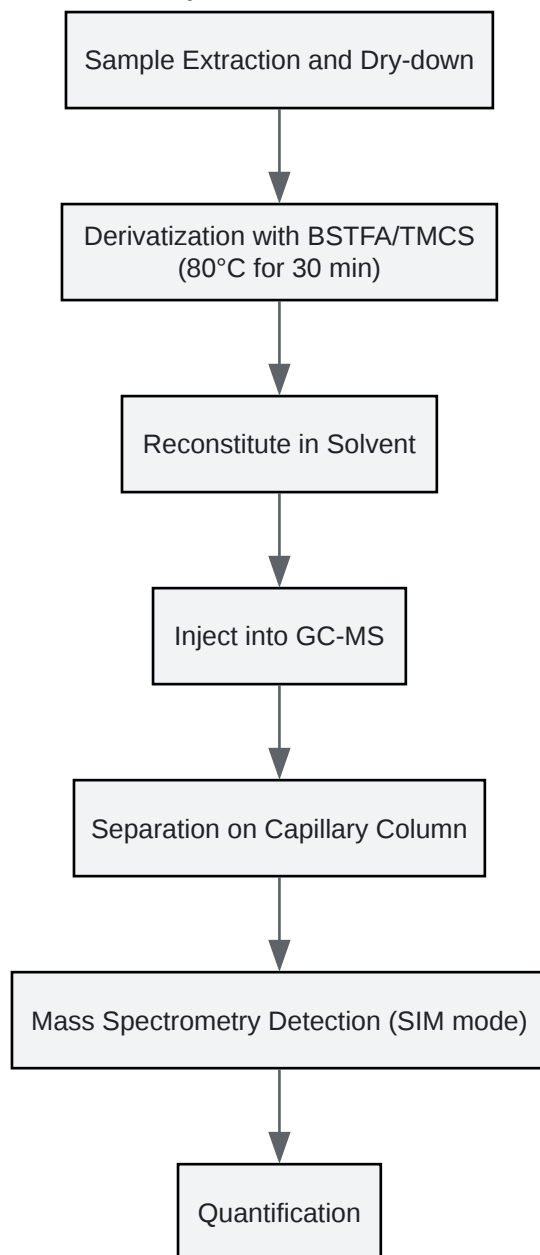 Sample Extraction and Dry-down
Derivatization with BSTFA/TMCS
(80°C for 30 min)
Reconstitute in Solvent
Inject into GC-MS
Separation on Capillary Column
Mass Spectrometry Detection (SIM mode)
Quantification